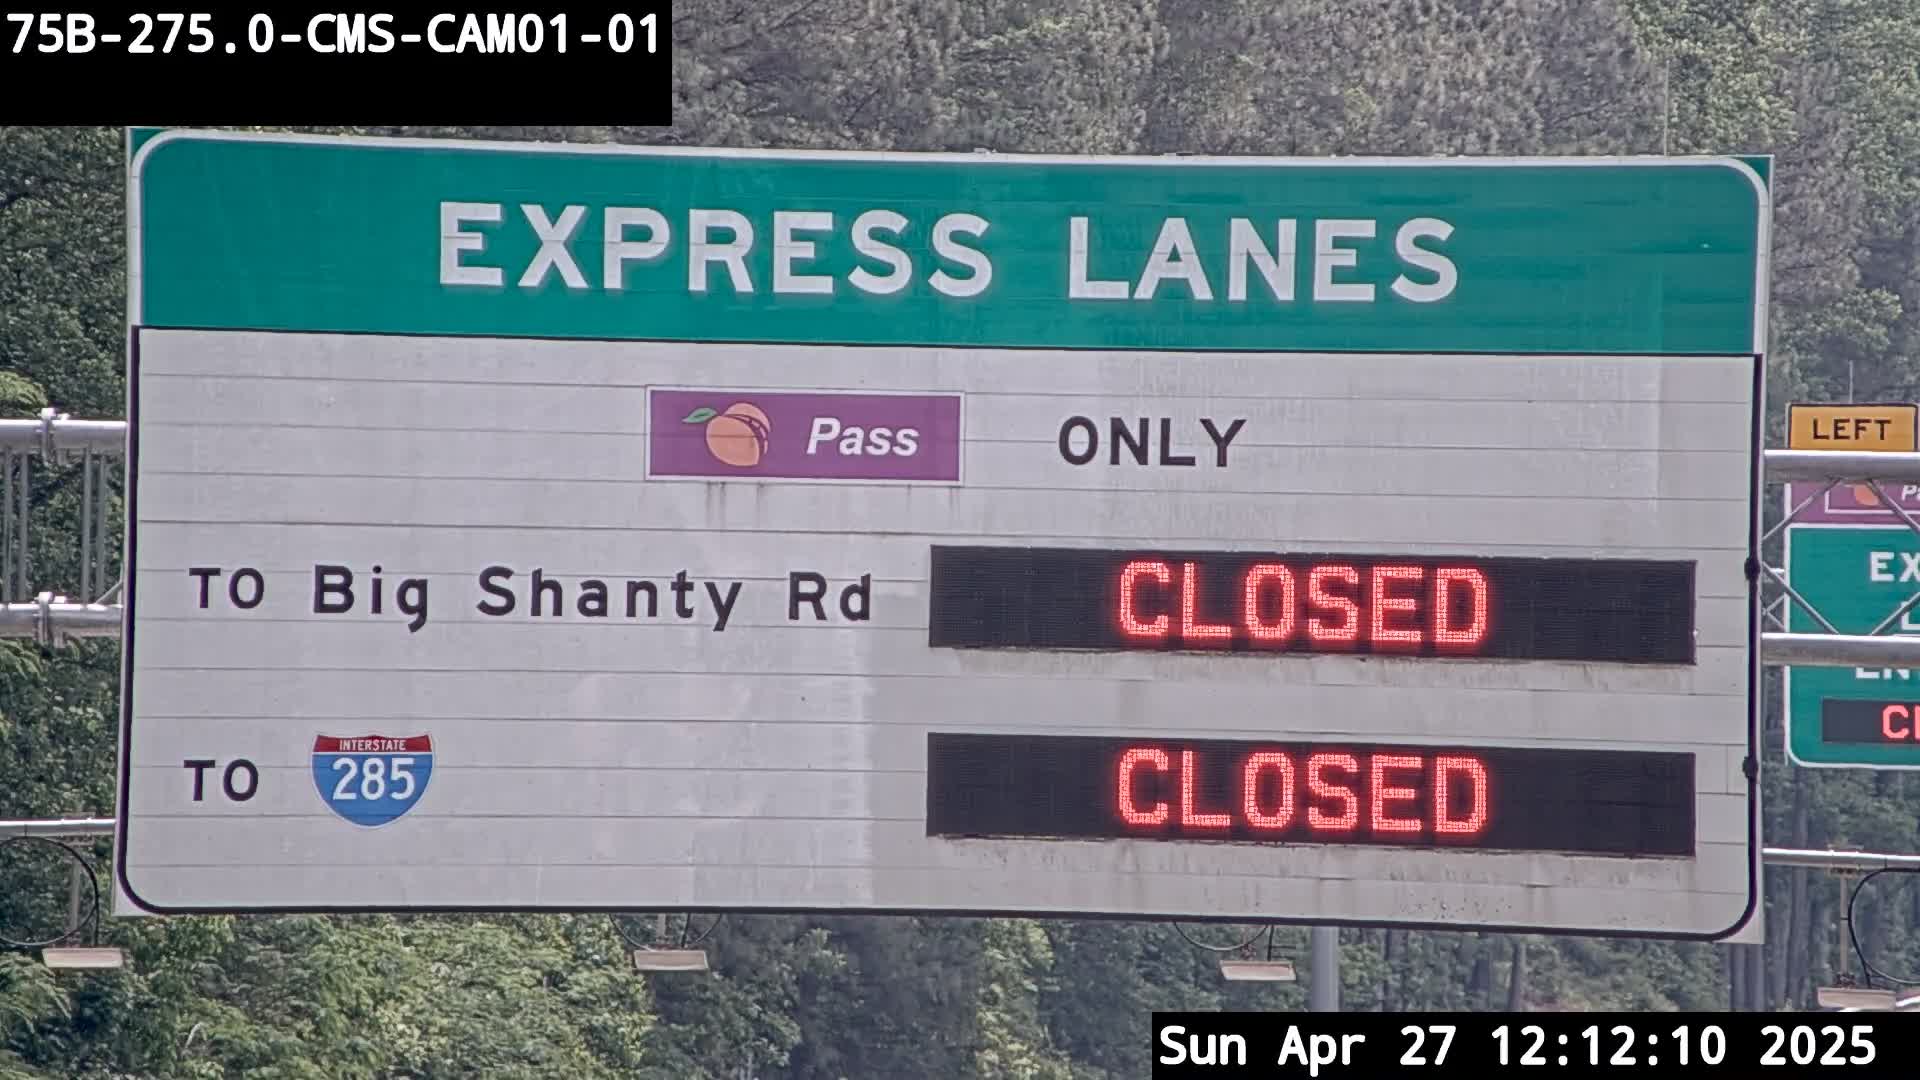 75B-275.0-CMS-CAM01-01
EXPRESS LANES
Pass ONLY
TO Big Shanty Rd CLOSED
TO INTERSTATE 285 CLOSED
LEFT
EX
Sun Apr 27 12:12:10 2025